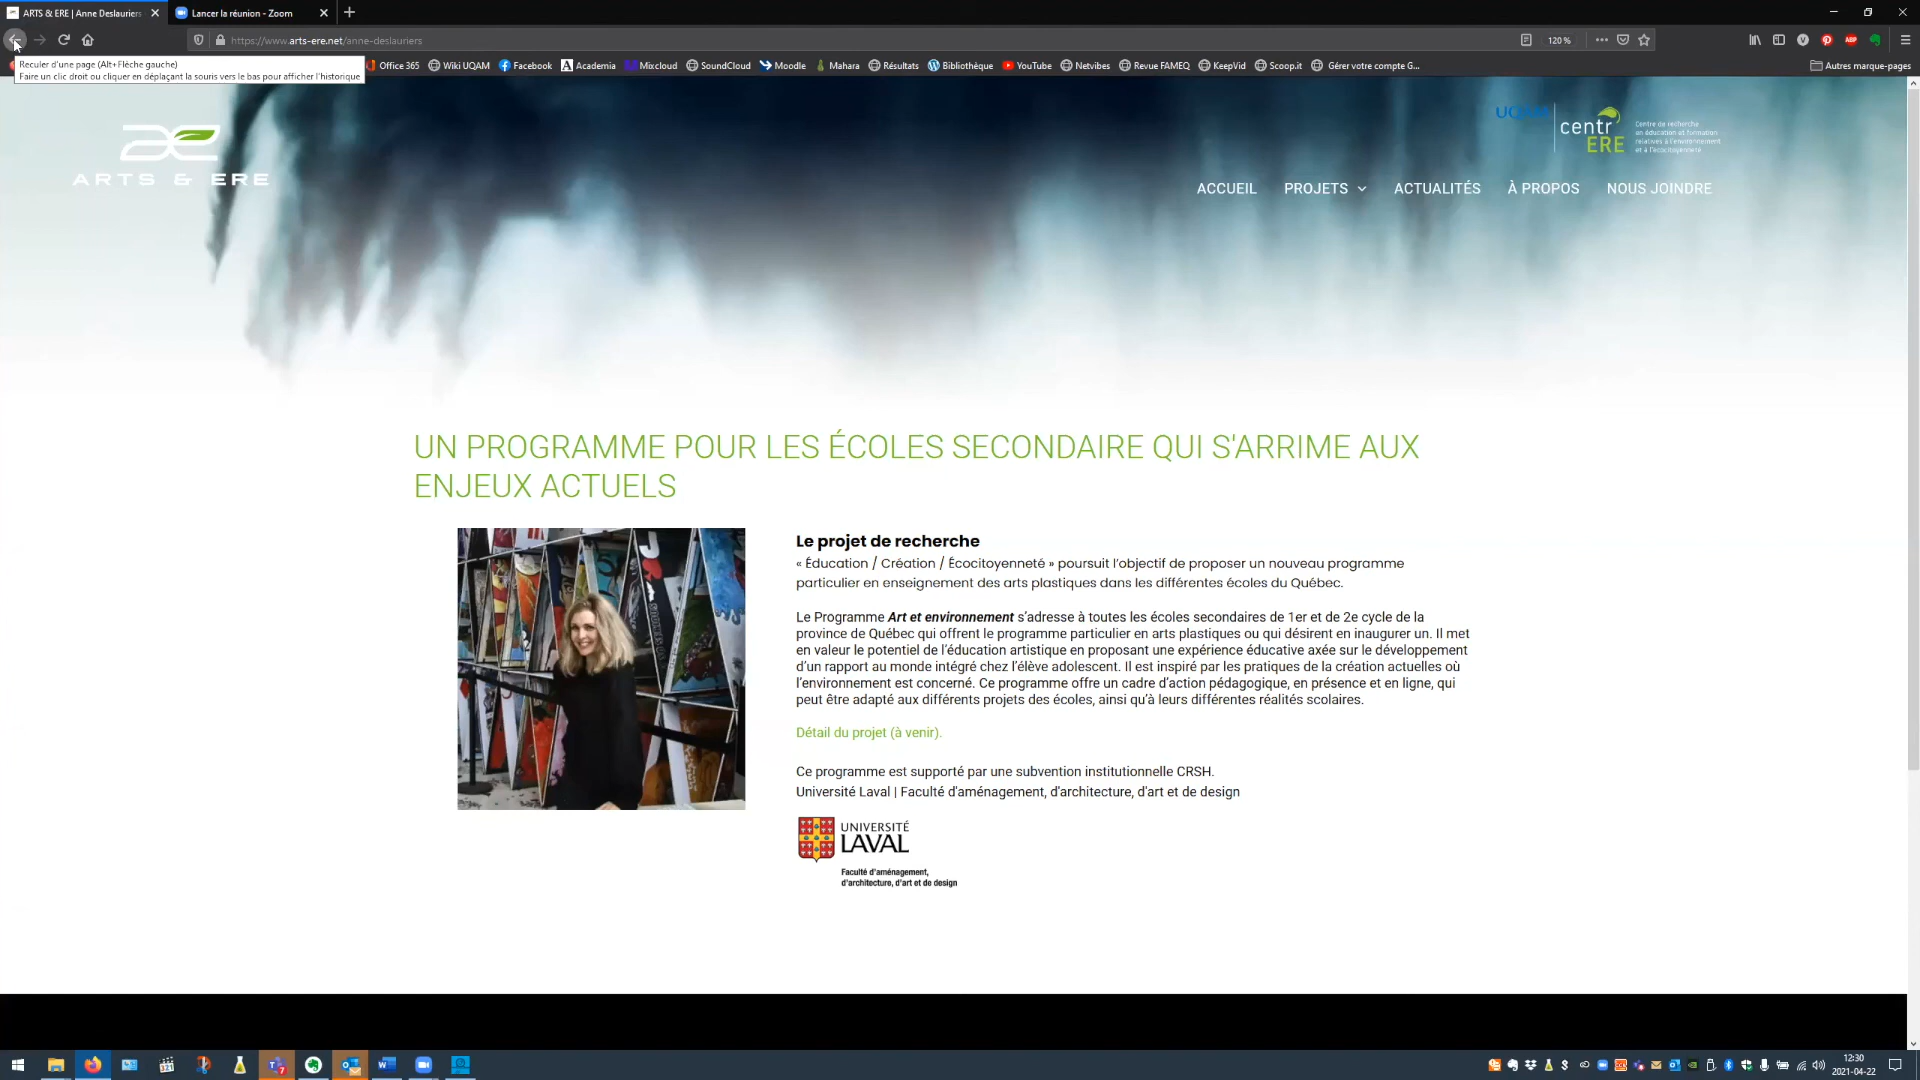 ARTS & ERE | Anne Deslauriers
Lancer la réunion - Zoom
https://www.arts-ere.net/anne-deslauriers
120 %
Reculer d'une page (Alt+Flèche gauche)
Faire un clic droit ou cliquer en déplaçant la souris vers le bas pour afficher l'historique
Office 365 Wiki UQAM Facebook Academia Mixcloud SoundCloud Moodle Mahara Résultats Bibliothèque YouTube Netvibes Revue FAMEQ KeepVid Scoop.it Gérer votre compte G... Autres marque-pages
ARTS & ERE
UQAM
centr
ERE
Centre de recherche
en éducation et formation
relatives à l'environnement
et à l'écocitoyenneté
ACCUEIL PROJETS ACTUALITÉS À PROPOS NOUS JOINDRE
UN PROGRAMME POUR LES ÉCOLES SECONDAIRE QUI S'ARRIME AUX
ENJEUX ACTUELS
Le projet de recherche
« Éducation / Création / Écocitoyenneté » poursuit l'objectif de proposer un nouveau programme
particulier en enseignement des arts plastiques dans les différentes écoles du Québec.
Le Programme Art et environnement s'adresse à toutes les écoles secondaires de 1er et de 2e cycle de la
province de Québec qui offrent le programme particulier en arts plastiques ou qui désirent en inaugurer un. Il met
en valeur le potentiel de l'éducation artistique en proposant une expérience éducative axée sur le développement
d'un rapport au monde intégré chez l'élève adolescent. Il est inspiré par les pratiques de la création actuelles où
l'environnement est concerné. Ce programme offre un cadre d'action pédagogique, en présence et en ligne, qui
peut être adapté aux différents projets des écoles, ainsi qu'à leurs différentes réalités scolaires.
Détail du projet (à venir).
Ce programme est supporté par une subvention institutionnelle CRSH.
Université Laval | Faculté d'aménagement, d'architecture, d'art et de design
UNIVERSITÉ
LAVAL
Faculté d'aménagement,
d'architecture, d'art et de design
12:30
2021-04-22